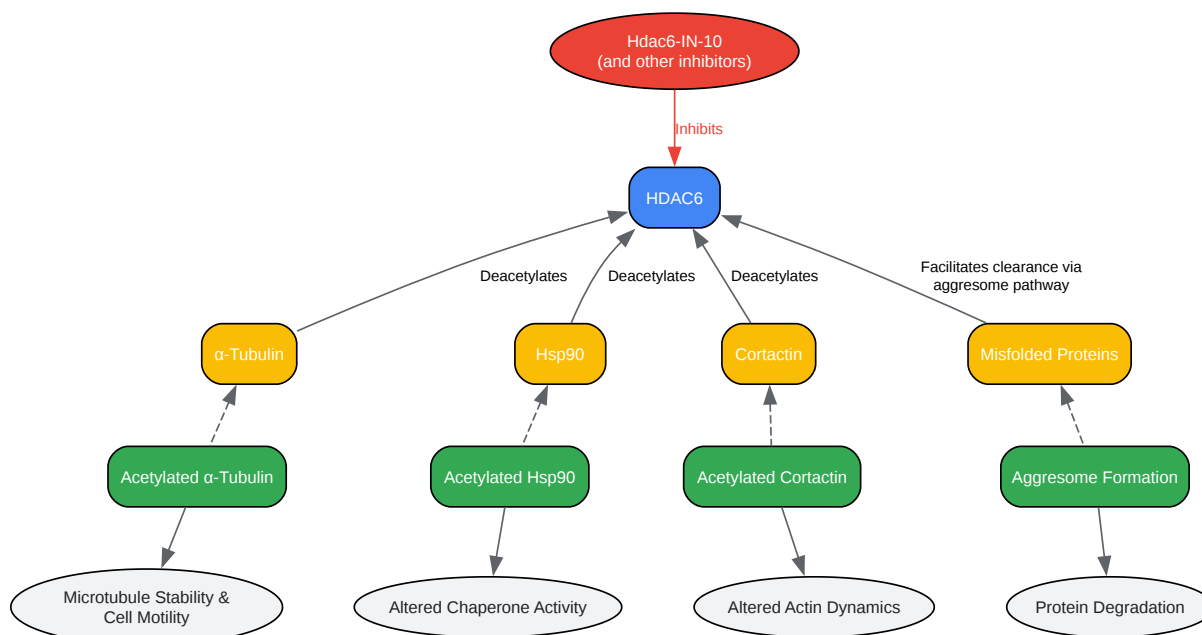 Hdac6-IN-10
(and other inhibitors)
Inhibits
HDAC6
Deacetylates
Deacetylates
Deacetylates
Facilitates clearance via
aggresome pathway
α-Tubulin
Hsp90
Cortactin
Misfolded Proteins
Acetylated α-Tubulin
Acetylated Hsp90
Acetylated Cortactin
Aggresome Formation
Microtubule Stability &
Cell Motility
Altered Chaperone Activity
Altered Actin Dynamics
Protein Degradation